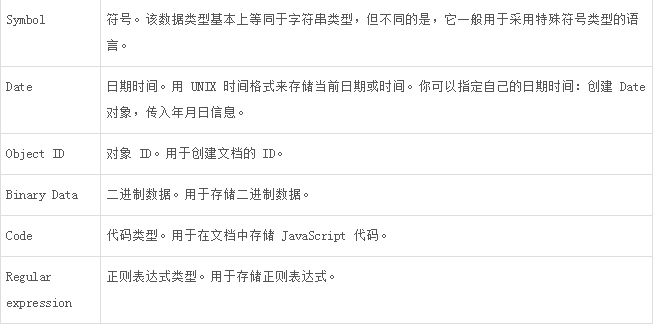 Symbol
符号。该数据类型基本上等同于字符串类型，但不同的是，它一般用于采用特殊符号类型的语
言。
Date
日期时间。用 UNIX 时间格式来存储当前日期或时间。你可以指定自己的日期时间：创建 Date
对象，传入年月日信息。
Object ID
对象 ID。用于创建文档的 ID。
Binary Data
二进制数据。用于存储二进制数据。
Code
代码类型。用于在文档中存储 JavaScript 代码。
Regular
expression
正则表达式类型。用于存储正则表达式。